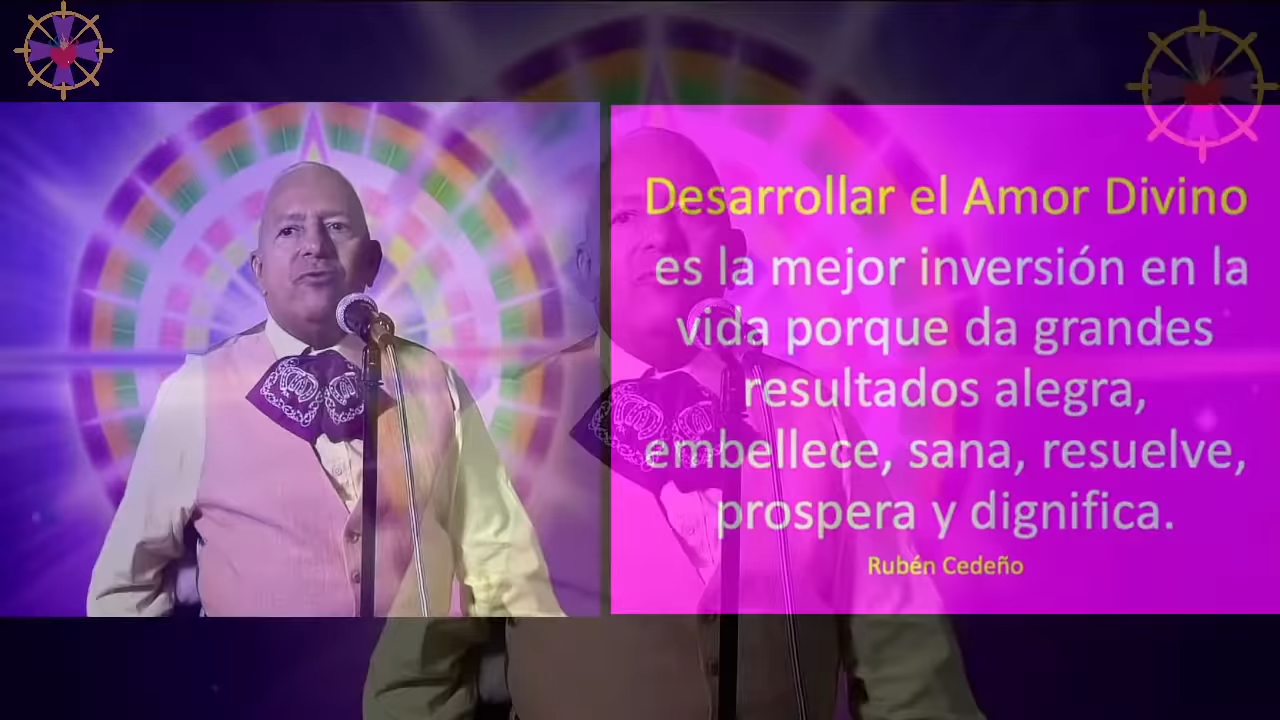 Desarrollar el Amor Divino
es la mejor inversión en la
vida porque da grandes
resultados alegra,
embellece, sana, resuelve,
prospera y dignifica.
Rubén Cedeño